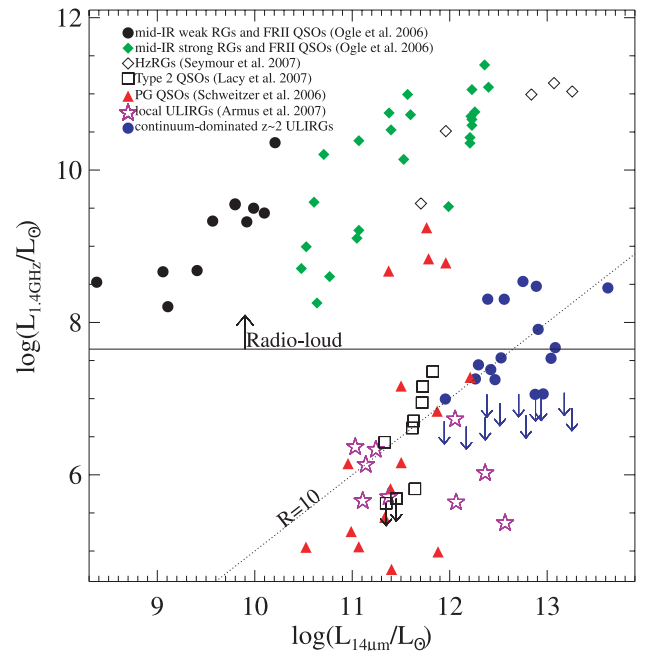 mid-IR weak RGs and FRII QSOs (Ogle et al. 2006)
mid-IR strong RGs and FRII QSOs (Ogle et al. 2006)
HzRGs (Seymour et al. 2007)
Type 2 QSOs (Lacy et al. 2007)
PG QSOs (Schweitzer et al. 2006)
local ULIRGs (Armus et al. 2007)
continuum-dominated z~2 ULIRGs
12
10
8
6
log(L1.4GHz/L☉)
Radio-loud
R=10
9 10 11 12 13
log(L14μm/L☉)